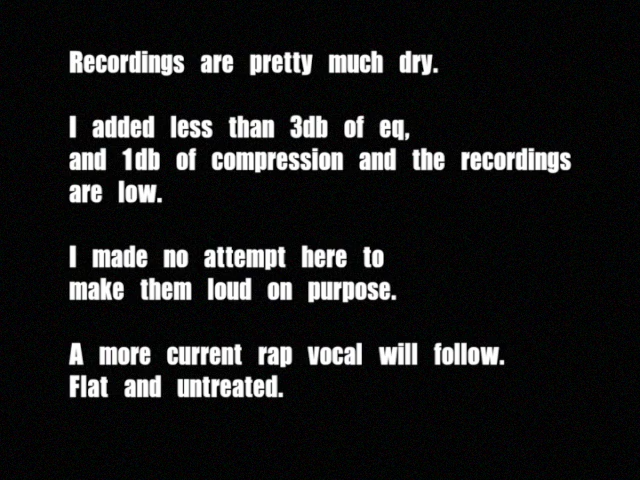 Recordings are pretty much dry.
I added less than 3db of eq,
and 1db of compression and the recordings
are low.
I made no attempt here to
make them loud on purpose.
A more current rap vocal will follow.
Flat and untreated.